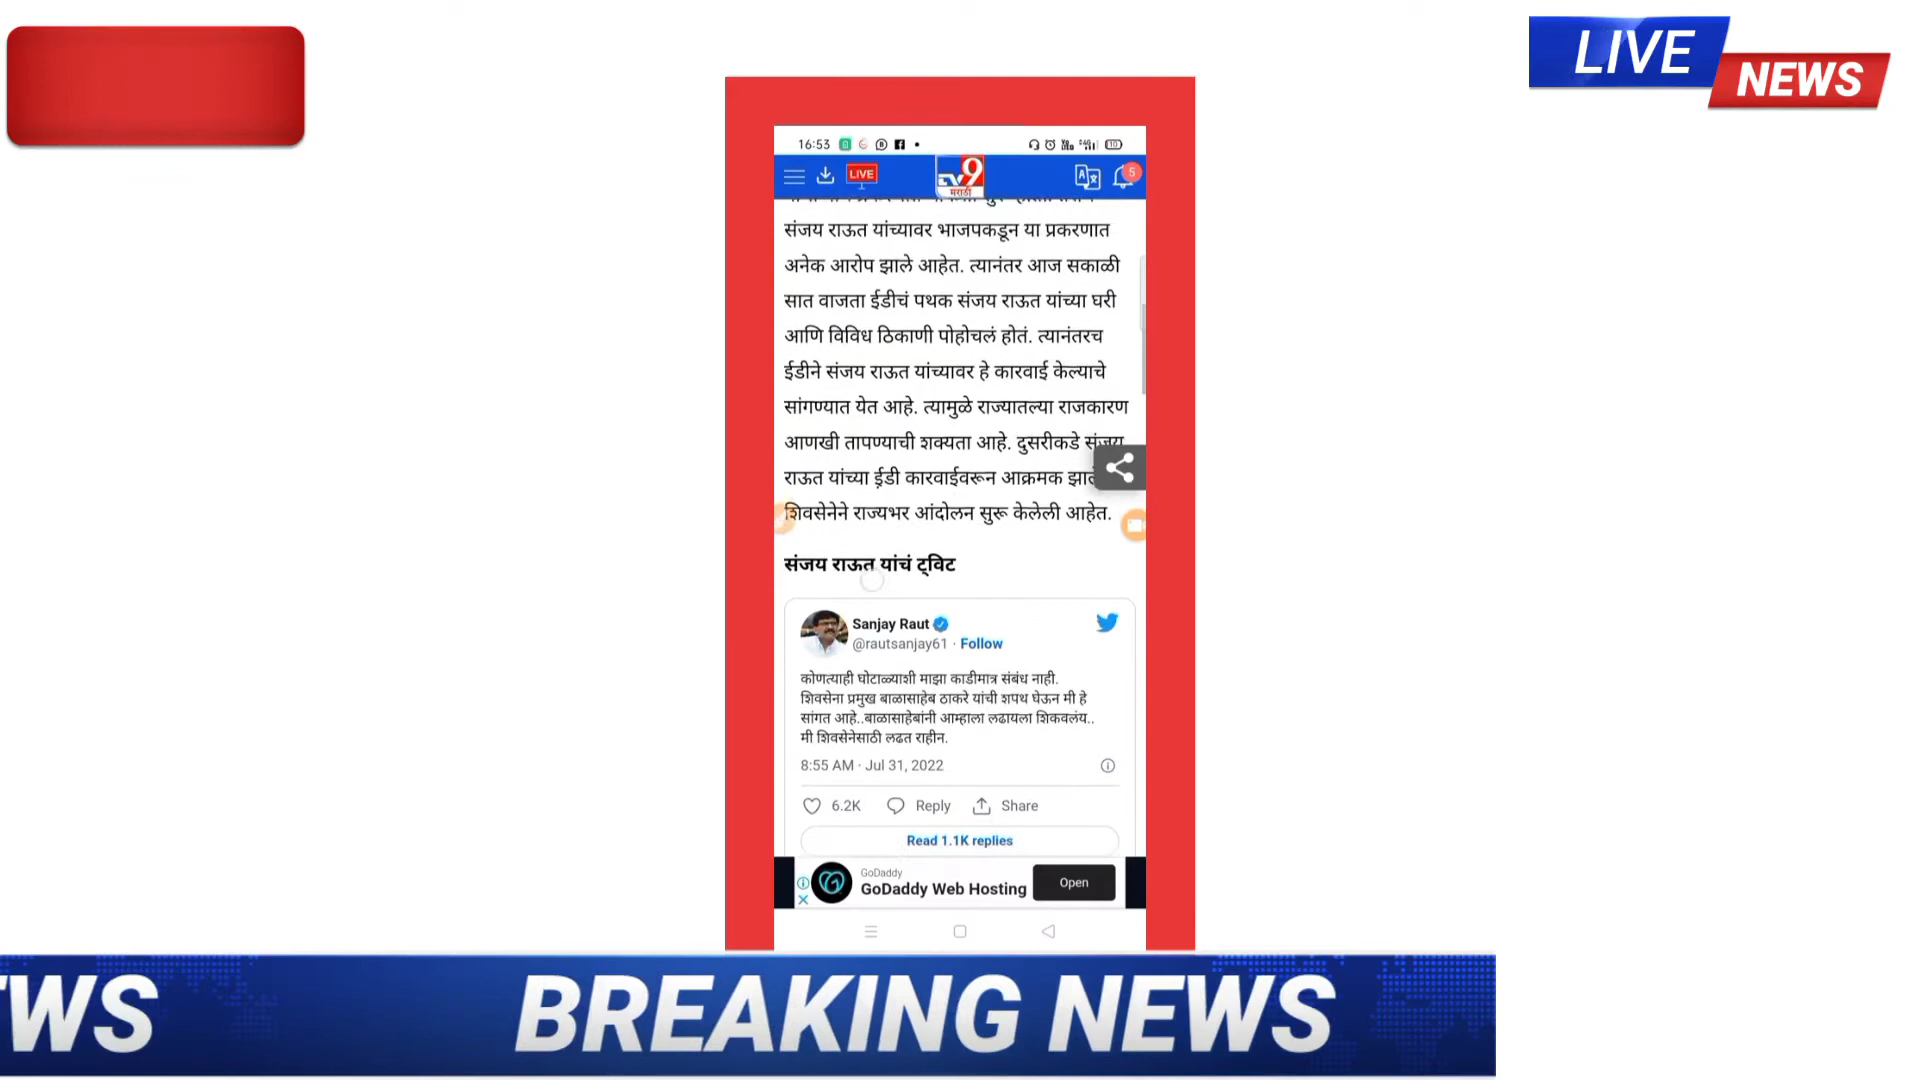 LIVE
NEWS
16:53
LIVE
TV9
मराठी
5
संजय राऊत यांच्यावर भाजपकडून या प्रकरणात
अनेक आरोप झाले आहेत. त्यानंतर आज सकाळी
सात वाजता ईडीचं पथक संजय राऊत यांच्या घरी
आणि विविध ठिकाणी पोहोचलं होतं. त्यानंतरच
ईडीने संजय राऊत यांच्यावर हे कारवाई केल्याचे
सांगण्यात येत आहे. त्यामुळे राज्यातल्या राजकारण
आणखी तापण्याची शक्यता आहे. दुसरीकडे संजय
राऊत यांच्या ईडी कारवाईवरून आक्रमक
शिवसेनेने राज्यभर आंदोलन सुरू केलेली आहेत.
संजय राऊत यांचं ट्विट
Sanjay Raut
@rautsanjay61 · Follow
कोणत्याही घोटाळ्याशी माझा काडीमात्र संबंध नाही.
शिवसेना प्रमुख बाळासाहेब ठाकरे यांची शपथ घेऊन मी हे
सांगत आहे..बाळासाहेबांनी आम्हाला लढायला शिकवलंय..
मी शिवसेनेसाठी लढत राहीन.
8:55 AM · Jul 31, 2022
6.2K Reply Share
Read 1.1K replies
GoDaddy
GoDaddy Web Hosting
Open
BREAKING NEWS